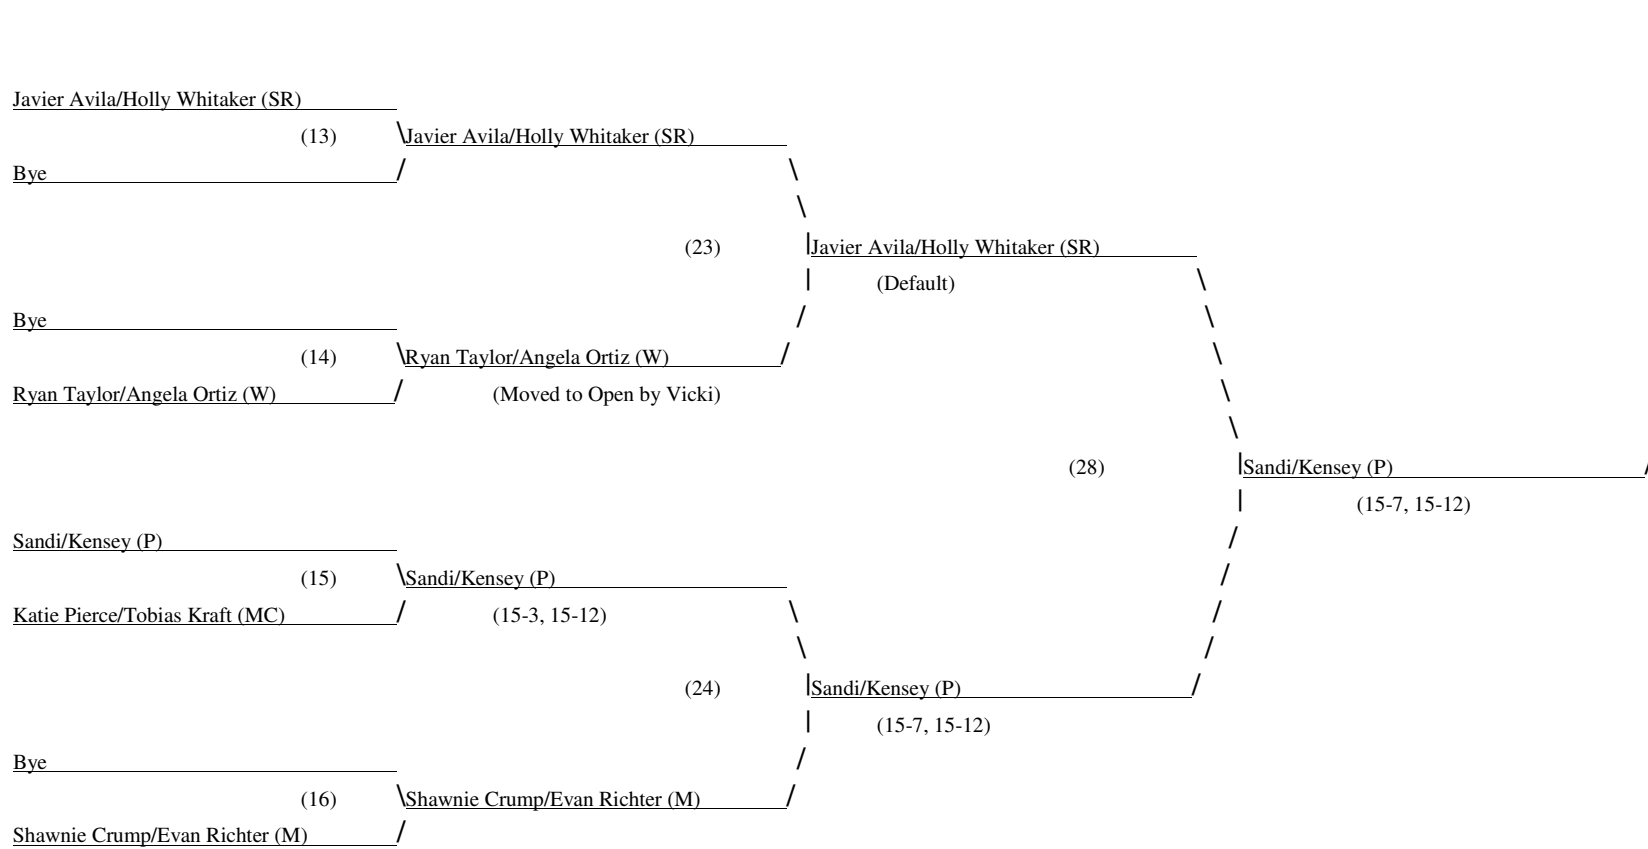 Javier Avila/Holly Whitaker (SR)
(13) Javier Avila/Holly Whitaker (SR)
Bye
(23) Javier Avila/Holly Whitaker (SR)
(Default)
Bye
(14) Ryan Taylor/Angela Ortiz (W)
Ryan Taylor/Angela Ortiz (W) (Moved to Open by Vicki)
(28) Sandi/Kensey (P)
(15-7, 15-12)
Sandi/Kensey (P)
(15) Sandi/Kensey (P)
Katie Pierce/Tobias Kraft (MC) (15-3, 15-12)
(24) Sandi/Kensey (P)
(15-7, 15-12)
Bye
(16) Shawnie Crump/Evan Richter (M)
Shawnie Crump/Evan Richter (M)